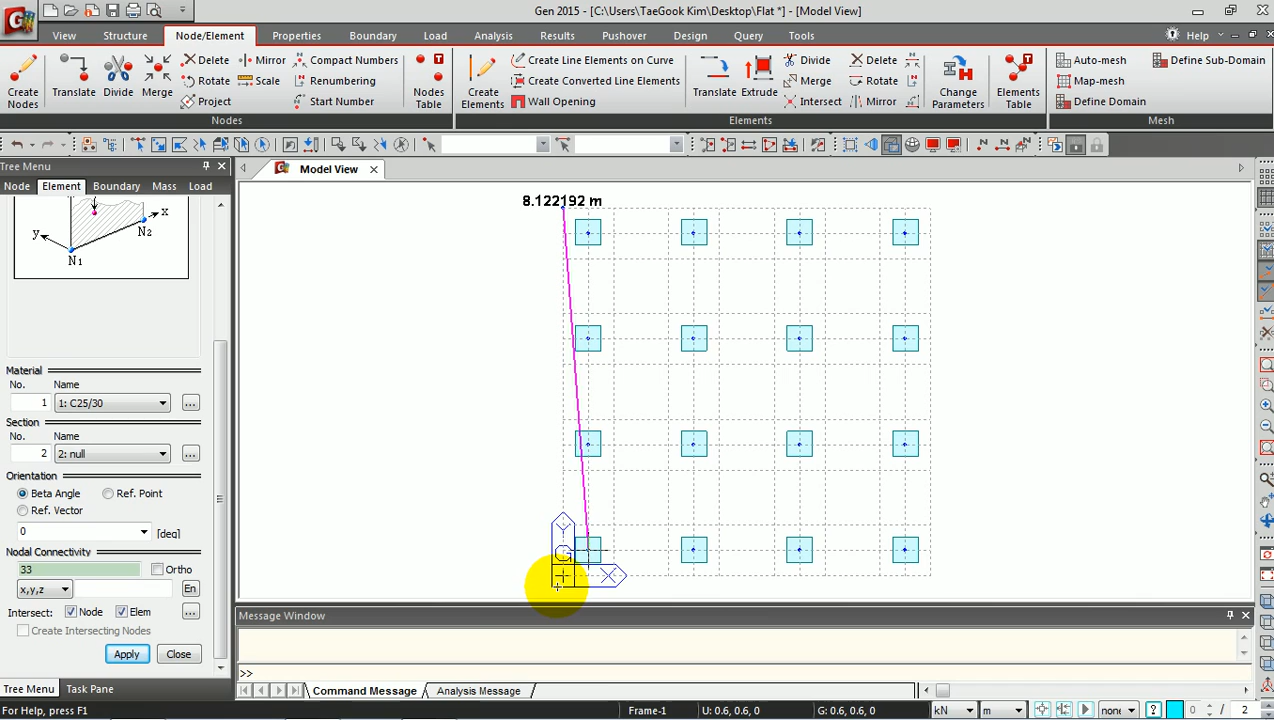 Gen 2015 - [C:\Users\TaeGook Kim\Desktop\Flat *] - [Model View]
View Structure Node/Element Properties Boundary Load Analysis Results Pushover Design Query Tools Help
Create Nodes
Translate
Divide
Merge
Delete
Rotate
Project
Mirror
Scale
Compact Numbers
Renumbering
Start Number
Nodes Table
Create Elements
Create Line Elements on Curve
Create Converted Line Elements
Wall Opening
Translate
Extrude
Divide
Merge
Intersect
Delete
Rotate
Mirror
Change Parameters
Elements Table
Auto-mesh
Map-mesh
Define Domain
Define Sub-Domain
Nodes
Elements
Mesh
Tree Menu
Node Element Boundary Mass Load
x
y
N1
N2
Material
No. Name
1 1: C25/30 ...
Section
No. Name
2 2: null ...
Orientation
Beta Angle Ref. Point
Ref. Vector
0 [deg]
Nodal Connectivity
33 Ortho
x,y,z En
Intersect: Node Elem ...
Create Intersecting Nodes
Apply Close
Tree Menu Task Pane
Model View
8.122192 m
Y
G
X
Message Window
>>
Command Message Analysis Message
For Help, press F1
Frame-1
U: 0.6, 0.6, 0
G: 0.6, 0.6, 0
kN
m
none
0 / 2